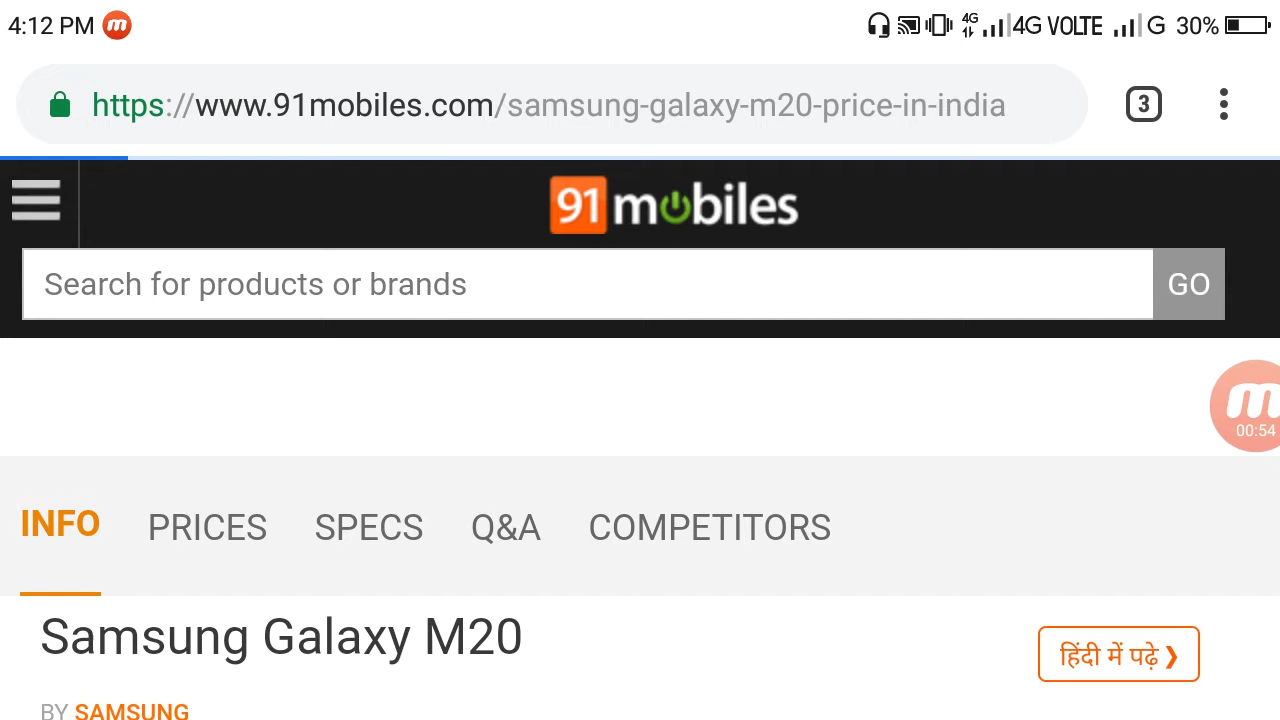 4:12 PM m 4G 4G VOLTE G 30%
https://www.91mobiles.com/samsung-galaxy-m20-price-in-india 3
91mobiles
Search for products or brands GO
m
00:54
INFO PRICES SPECS Q&A COMPETITORS
Samsung Galaxy M20
हिंदी में पढ़े ❯
BY SAMSUNG